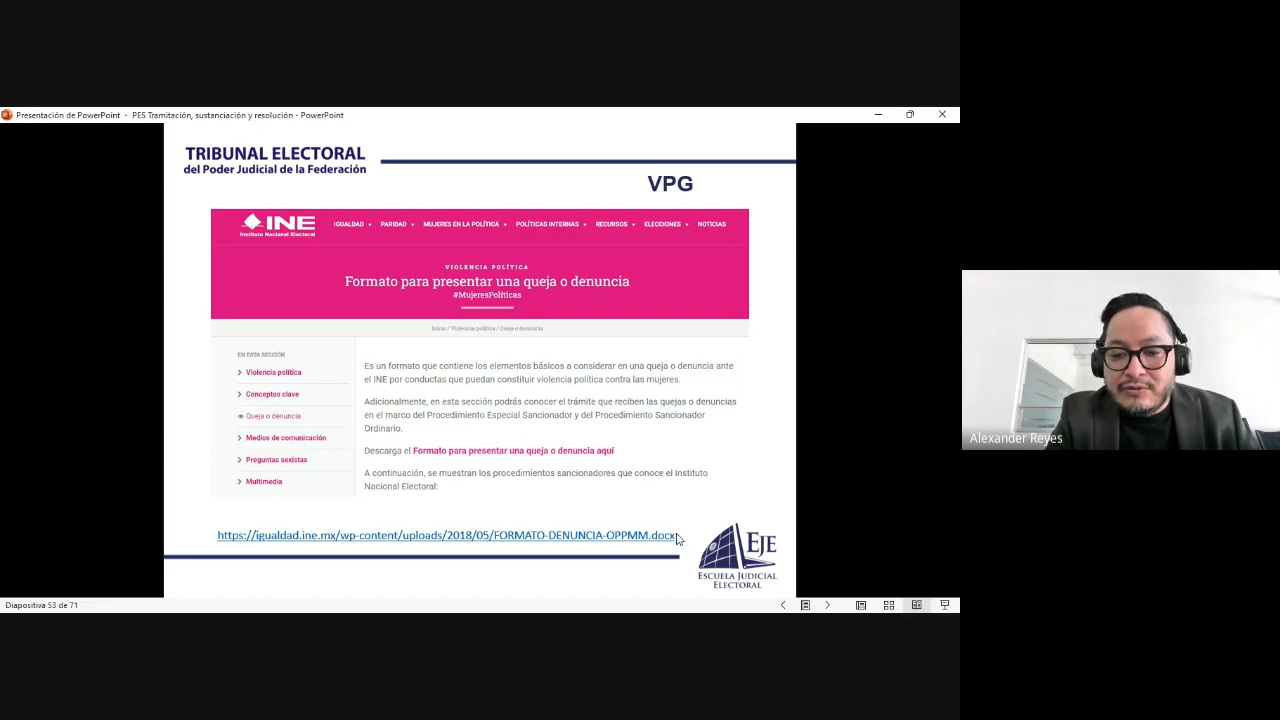 Presentación de PowerPoint - PES Tramitación, sustanciación y resolución - PowerPoint
TRIBUNAL ELECTORAL
del Poder Judicial de la Federación
VPG
INE
Instituto Nacional Electoral
IGUALDAD PARIDAD MUJERES EN LA POLÍTICA POLÍTICAS INTERNAS RECURSOS ELECCIONES NOTICIAS
VIOLENCIA POLÍTICA
Formato para presentar una queja o denuncia
#MujeresPolíticas
Inicio / Violencia política / Queja o denuncia
EN ESTA SECCIÓN
Violencia política
Conceptos clave
Queja o denuncia
Medios de comunicación
Preguntas sexistas
Multimedia
Es un formato que contiene los elementos básicos a considerar en una queja o denuncia ante
el INE por conductas que puedan constituir violencia política contra las mujeres.
Adicionalmente, en esta sección podrás conocer el trámite que reciben las quejas o denuncias
en el marco del Procedimiento Especial Sancionador y del Procedimiento Sancionador
Ordinario.
Descarga el Formato para presentar una queja o denuncia aquí
A continuación, se muestran los procedimientos sancionadores que conoce el Instituto
Nacional Electoral:
https://igualdad.ine.mx/wp-content/uploads/2018/05/FORMATO-DENUNCIA-OPPMM.docx
EJE
ESCUELA JUDICIAL
ELECTORAL
Diapositiva 53 de 71
Alexander Reyes